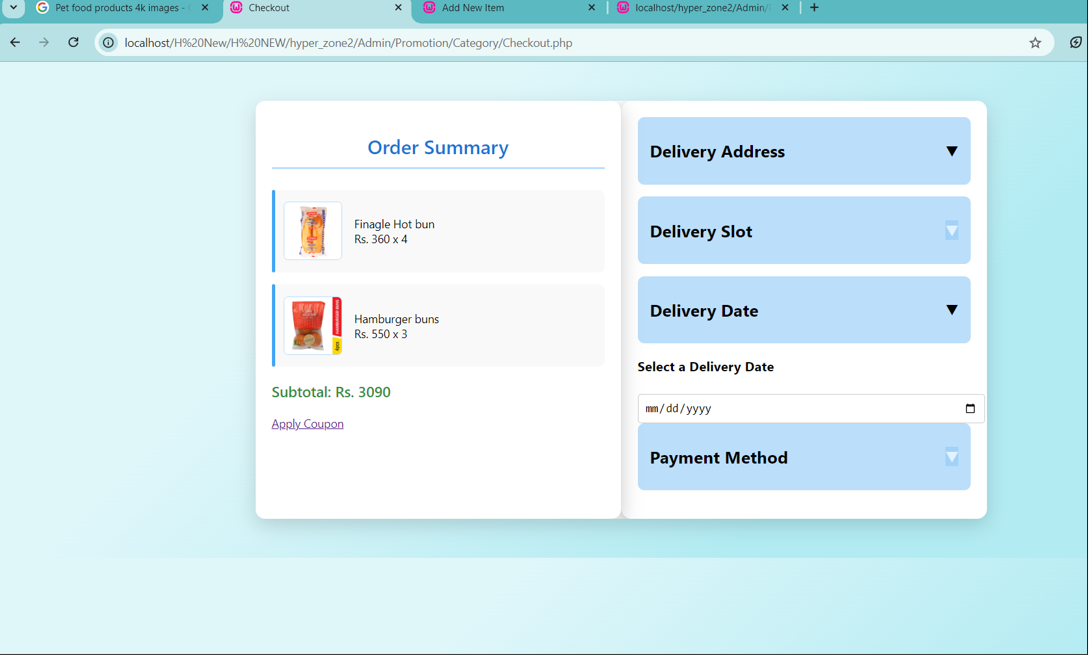 Pet food products 4k images - G
Checkout
Add New Item
localhost/hyper_zone2/Admin/
localhost/H%20New/H%20NEW/hyper_zone2/Admin/Promotion/Category/Checkout.php
Order Summary
Finagle Hot bun
Rs. 360 x 4
Hamburger buns
Rs. 550 x 3
Subtotal: Rs. 3090
Apply Coupon
Delivery Address
Delivery Slot
Delivery Date
Select a Delivery Date
mm/dd/yyyy
Payment Method